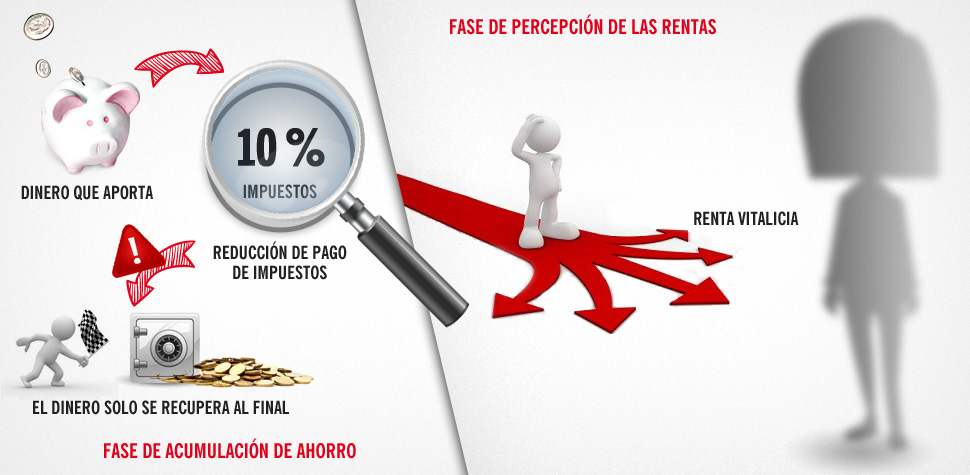 FASE DE PERCEPCIÓN DE LAS RENTAS
10 %
IMPUESTOS
DINERO QUE APORTA
REDUCCIÓN DE PAGO
DE IMPUESTOS
!
EL DINERO SOLO SE RECUPERA AL FINAL
FASE DE ACUMULACIÓN DE AHORRO
RENTA VITALICIA